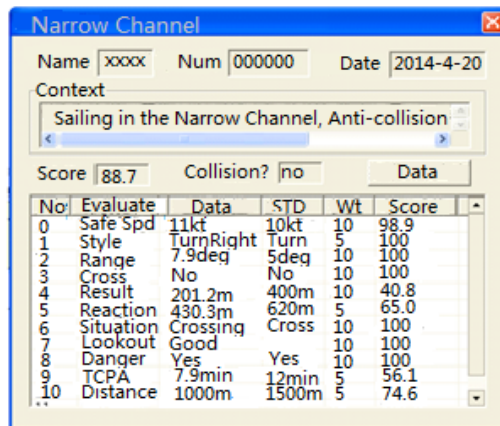 Narrow Channel
Name xxxx Num 000000 Date 2014-4-20
Context
Sailing in the Narrow Channel, Anti-collision
Score 88.7 Collision? no Data
No Evaluate Data STD Wt Score
0 Safe Spd 11kt 10kt 10 98.9
1 Style TurnRight Turn 5 100
2 Range 7.9deg 5deg 10 100
3 Cross No No 10 100
4 Result 201.2m 400m 10 40.8
5 Reaction 430.3m 620m 5 65.0
6 Situation Crossing Cross 10 100
7 Lookout Good 10 100
8 Danger Yes Yes 10 100
9 TCPA 7.9min 12min 5 56.1
10 Distance 1000m 1500m 5 74.6